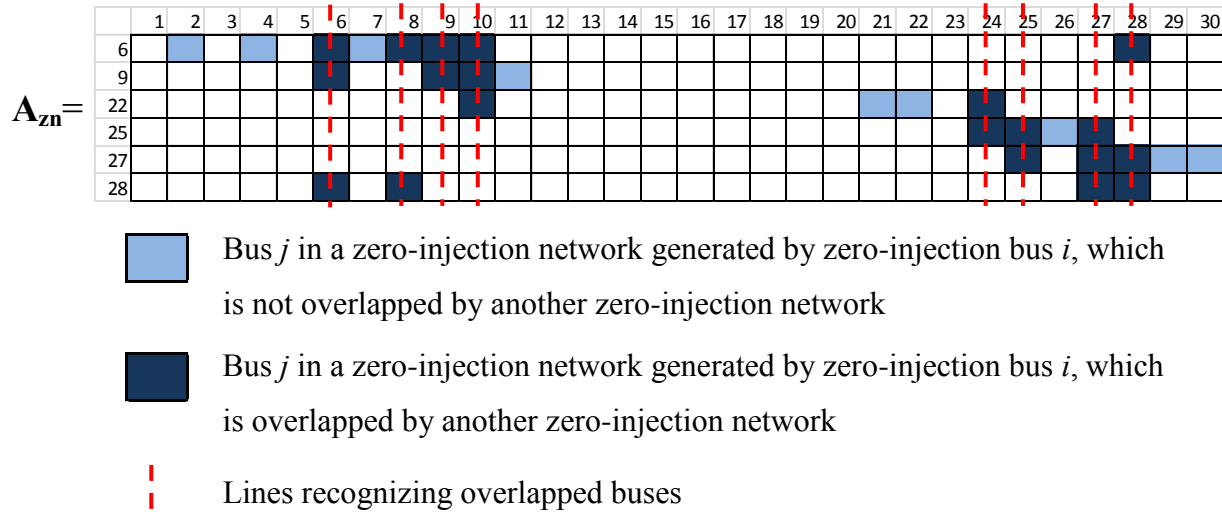 1 2 3 4 5 6 7 8 9 10 11 12 13 14 15 16 17 18 19 20 21 22 23 24 25 26 27 28 29 30
6
9
A_zn=
22
25
27
28
Bus j in a zero-injection network generated by zero-injection bus i, which
is not overlapped by another zero-injection network
Bus j in a zero-injection network generated by zero-injection bus i, which
is overlapped by another zero-injection network
Lines recognizing overlapped buses